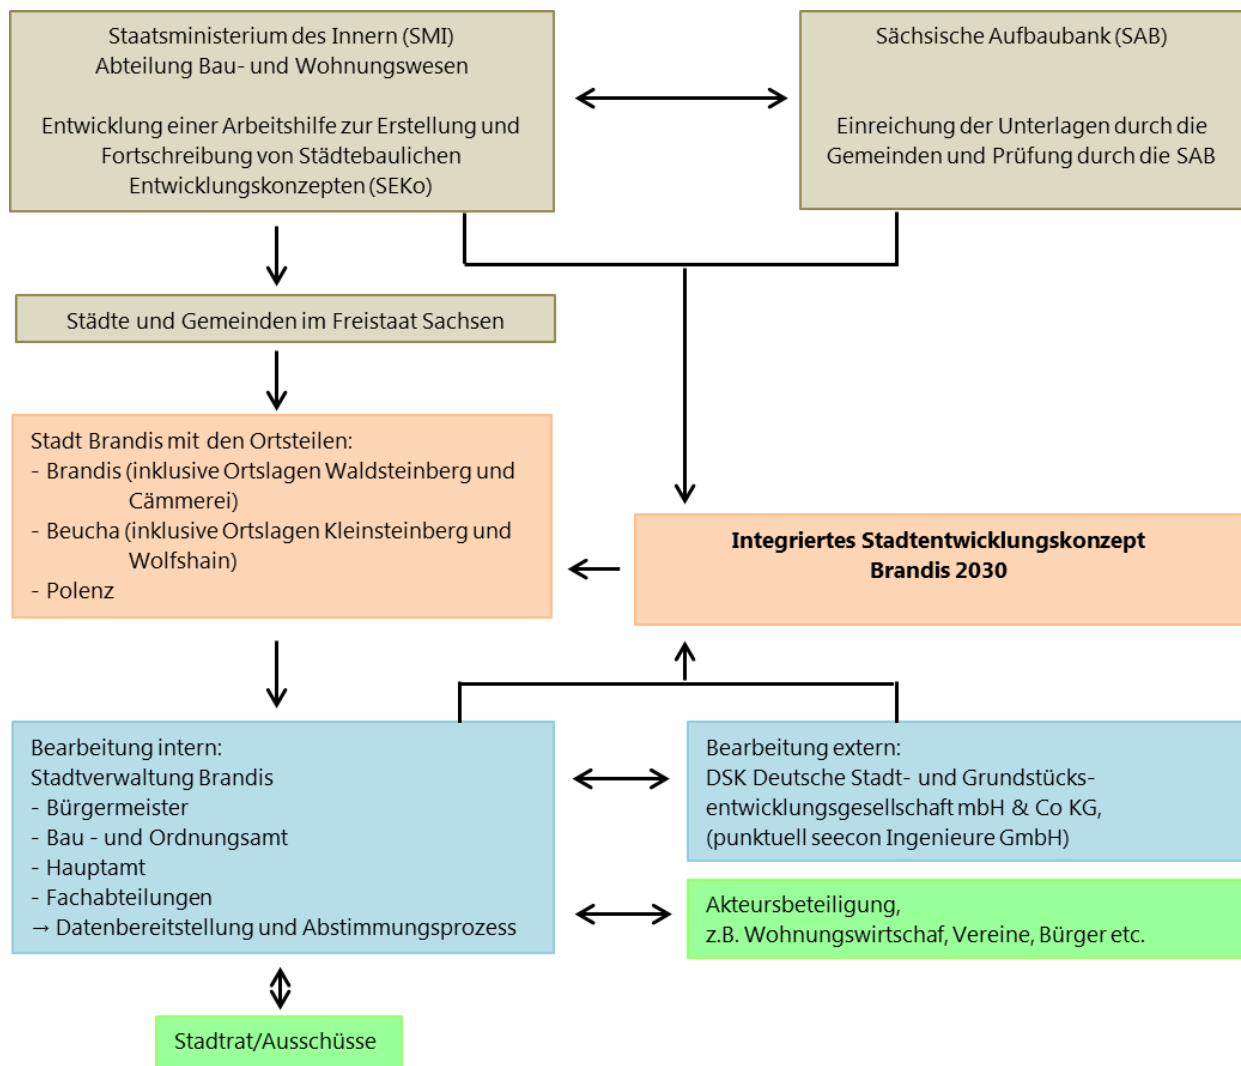 Staatsministerium des Innern (SMI)
Abteilung Bau- und Wohnungswesen
Entwicklung einer Arbeitshilfe zur Erstellung und
Fortschreibung von Städtebaulichen
Entwicklungskonzepten (SEKo)
Sächsische Aufbaubank (SAB)
Einreichung der Unterlagen durch die
Gemeinden und Prüfung durch die SAB
Städte und Gemeinden im Freistaat Sachsen
Stadt Brandis mit den Ortsteilen:
- Brandis (inklusive Ortslagen Waldsteinberg und
Cämmerei)
- Beucha (inklusive Ortslagen Kleinsteinberg und
Wolfshain)
- Polenz
Integriertes Stadtentwicklungskonzept
Brandis 2030
Bearbeitung intern:
Stadtverwaltung Brandis
- Bürgermeister
- Bau - und Ordnungsamt
- Hauptamt
- Fachabteilungen
→ Datenbereitstellung und Abstimmungsprozess
Bearbeitung extern:
DSK Deutsche Stadt- und Grundstücks-
entwicklungsgesellschaft mbH & Co KG,
(punktuell seecon Ingenieure GmbH)
Akteursbeteiligung,
z.B. Wohnungswirtschaf, Vereine, Bürger etc.
Stadtrat/Ausschüsse